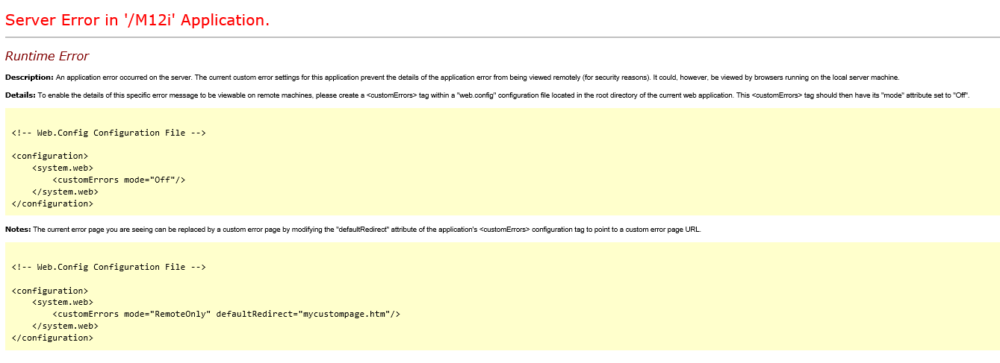 Server Error in '/M12i' Application.
Runtime Error
Description: An application error occurred on the server. The current custom error settings for this application prevent the details of the application error from being viewed remotely (for security reasons). It could, however, be viewed by browsers running on the local server machine.
Details: To enable the details of this specific error message to be viewable on remote machines, please create a <customErrors> tag within a "web.config" configuration file located in the root directory of the current web application. This <customErrors> tag should then have its "mode" attribute set to "Off".
<!-- Web.Config Configuration File -->
<configuration>
    <system.web>
        <customErrors mode="Off"/>
    </system.web>
</configuration>
Notes: The current error page you are seeing can be replaced by a custom error page by modifying the "defaultRedirect" attribute of the application's <customErrors> configuration tag to point to a custom error page URL.
<!-- Web.Config Configuration File -->
<configuration>
    <system.web>
        <customErrors mode="RemoteOnly" defaultRedirect="mycustompage.htm"/>
    </system.web>
</configuration>